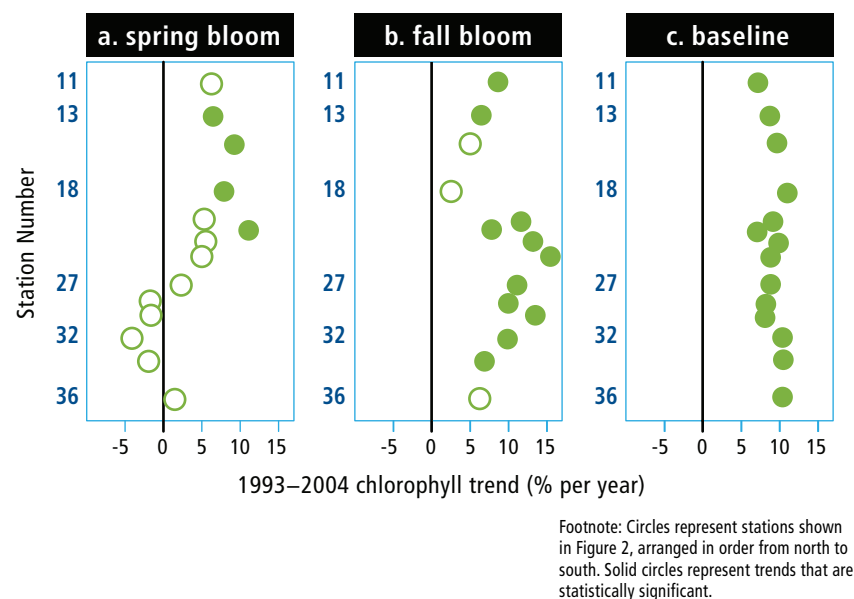 a. spring bloom
b. fall bloom
c. baseline
Station Number
11
13
18
27
32
36
11
13
18
27
32
36
11
13
18
27
32
36
-5 0 5 10 15
-5 0 5 10 15
-5 0 5 10 15
1993–2004 chlorophyll trend (% per year)
Footnote: Circles represent stations shown
in Figure 2, arranged in order from north to
south. Solid circles represent trends that are
statistically significant.